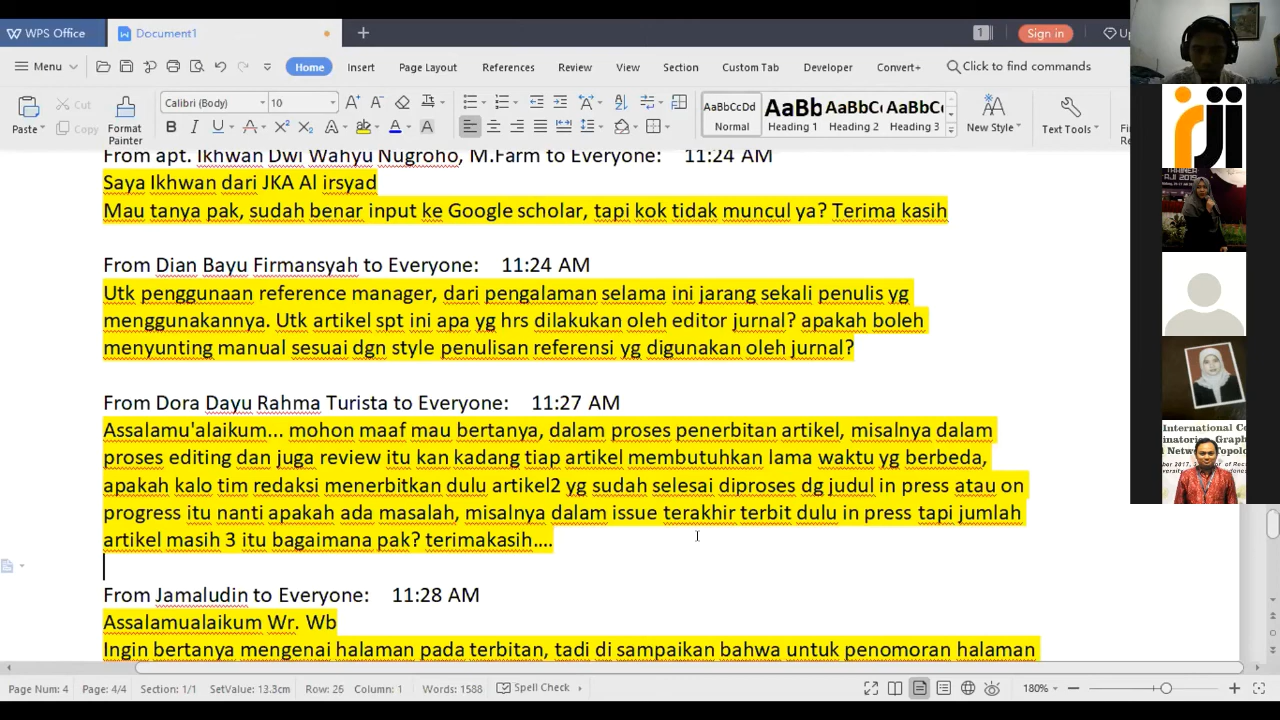 WPS Office
Document1
1
Sign in
Up
Menu
Home
Insert
Page Layout
References
Review
View
Section
Custom Tab
Developer
Convert+
Click to find commands
Paste
Cut
Copy
Format
Painter
Calibri (Body)
10
AaBbCcDd
Normal
AaBb
Heading 1
AaBbC
Heading 2
AaBbC
Heading 3
New Style
Text Tools
From apt. Ikhwan Dwi Wahyu Nugroho, M.Farm to Everyone: 11:24 AM
Saya Ikhwan dari JKA Al irsyad
Mau tanya pak, sudah benar input ke Google scholar, tapi kok tidak muncul ya? Terima kasih
From Dian Bayu Firmansyah to Everyone: 11:24 AM
Utk penggunaan reference manager, dari pengalaman selama ini jarang sekali penulis yg
menggunakannya. Utk artikel spt ini apa yg hrs dilakukan oleh editor jurnal? apakah boleh
menyunting manual sesuai dgn style penulisan referensi yg digunakan oleh jurnal?
From Dora Dayu Rahma Turista to Everyone: 11:27 AM
Assalamu'alaikum... mohon maaf mau bertanya, dalam proses penerbitan artikel, misalnya dalam
proses editing dan juga review itu kan kadang tiap artikel membutuhkan lama waktu yg berbeda,
apakah kalo tim redaksi menerbitkan dulu artikel2 yg sudah selesai diproses dg judul in press atau on
progress itu nanti apakah ada masalah, misalnya dalam issue terakhir terbit dulu in press tapi jumlah
artikel masih 3 itu bagaimana pak? terimakasih....
From Jamaludin to Everyone: 11:28 AM
Assalamualaikum Wr. Wb
Ingin bertanya mengenai halaman pada terbitan, tadi di sampaikan bahwa untuk penomoran halaman
Page Num: 4
Page: 4/4
Section: 1/1
SetValue: 13.3cm
Row: 26
Column: 1
Words: 1588
Spell Check
180%
rji
TRAINER
RJI 2019
International Co